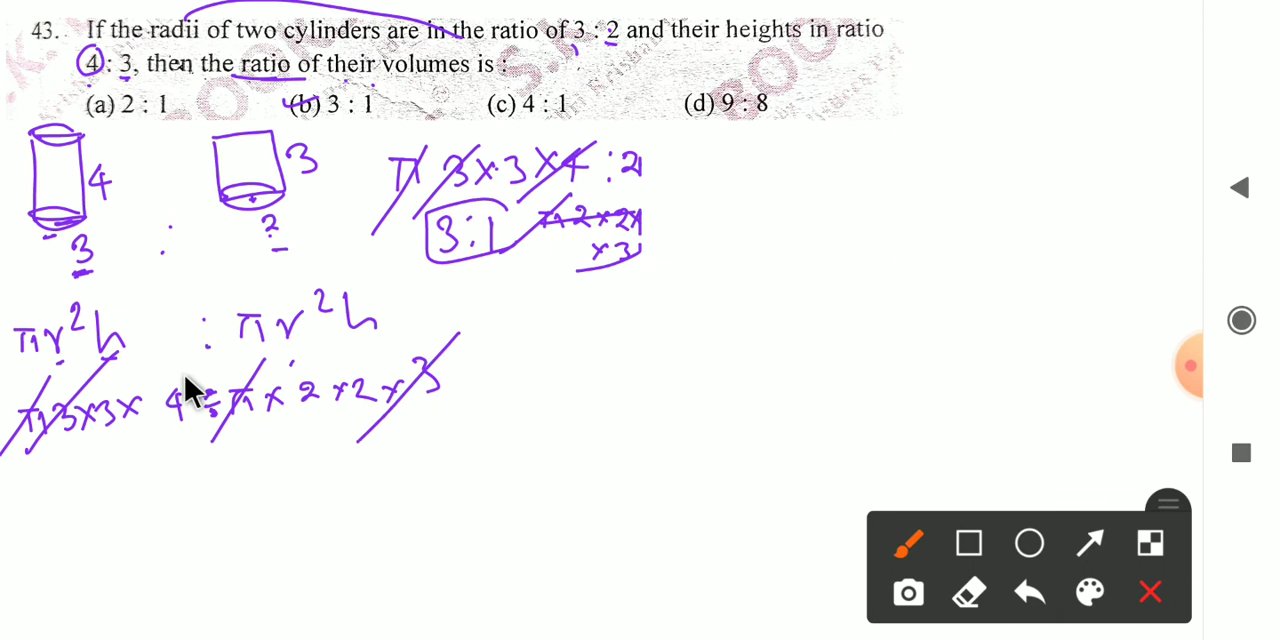 43. If the radii of two cylinders are in the ratio of 3 : 2 and their heights in ratio
4 : 3, then the ratio of their volumes is :
(a) 2 : 1 (b) 3 : 1 (c) 4 : 1 (d) 9 : 8
4 3
3 : 2
π 3×3×4 : 2
3:1 π×2×2×
×3
πr²h : πr²h
π×3×3× 4 : π × 2 ×2 × 3